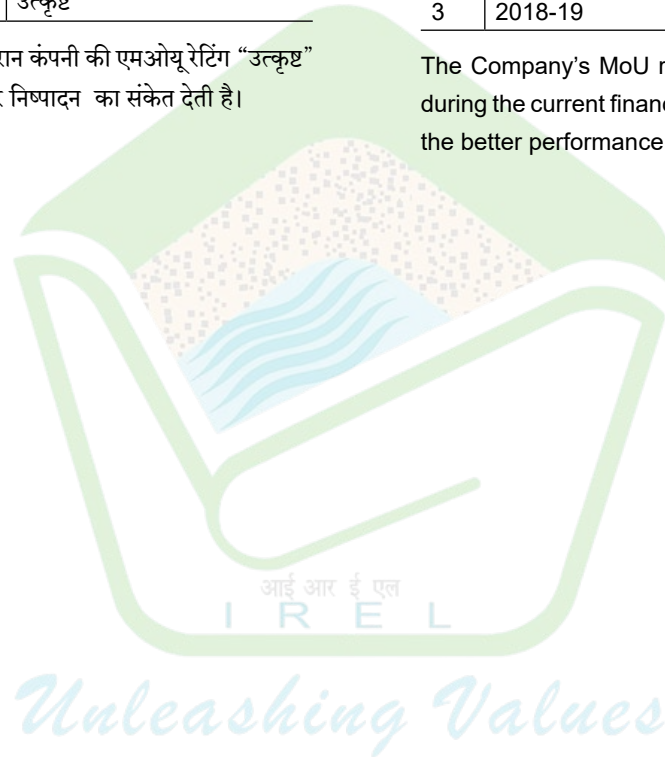 उत्कृष्ट
रान कंपनी की एमओयू रेटिंग “उत्कृष्ट”
र निष्पादन का संकेत देती है।
3 2018-19
The Company’s MoU
during the current
the better performance
आई आर ई एल
IREL
Unleashing Values